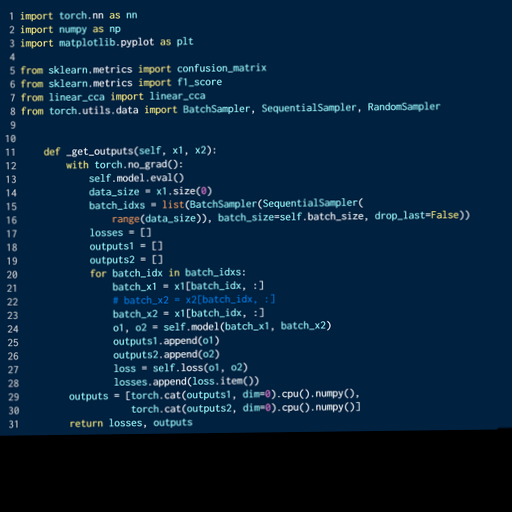 1 import torch.nn as nn
2 import numpy as np
3 import matplotlib.pyplot as plt
4
5 from sklearn.metrics import confusion_matrix
6 from sklearn.metrics import f1_score
7 from linear_cca import linear_cca
8 from torch.utils.data import BatchSampler, SequentialSampler, RandomSampler
9
10
11     def _get_outputs(self, x1, x2):
12         with torch.no_grad():
13             self.model.eval()
14             data_size = x1.size(0)
15             batch_idxs = list(BatchSampler(SequentialSampler(
16                 range(data_size)), batch_size=self.batch_size, drop_last=False))
17             losses = []
18             outputs1 = []
19             outputs2 = []
20             for batch_idx in batch_idxs:
21                 batch_x1 = x1[batch_idx, :]
22                 # batch_x2 = x2[batch_idx, :]
23                 batch_x2 = x1[batch_idx, :]
24                 o1, o2 = self.model(batch_x1, batch_x2)
25                 outputs1.append(o1)
26                 outputs2.append(o2)
27                 loss = self.loss(o1, o2)
28                 losses.append(loss.item())
29         outputs = [torch.cat(outputs1, dim=0).cpu().numpy(),
30                    torch.cat(outputs2, dim=0).cpu().numpy()]
31         return losses, outputs